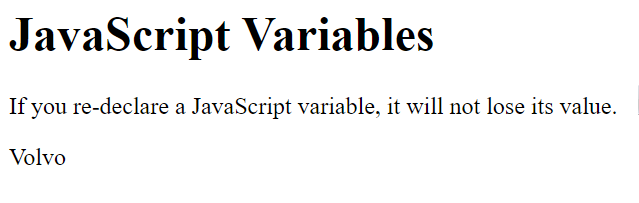 JavaScript Variables
If you re-declare a JavaScript variable, it will not lose its value.
Volvo